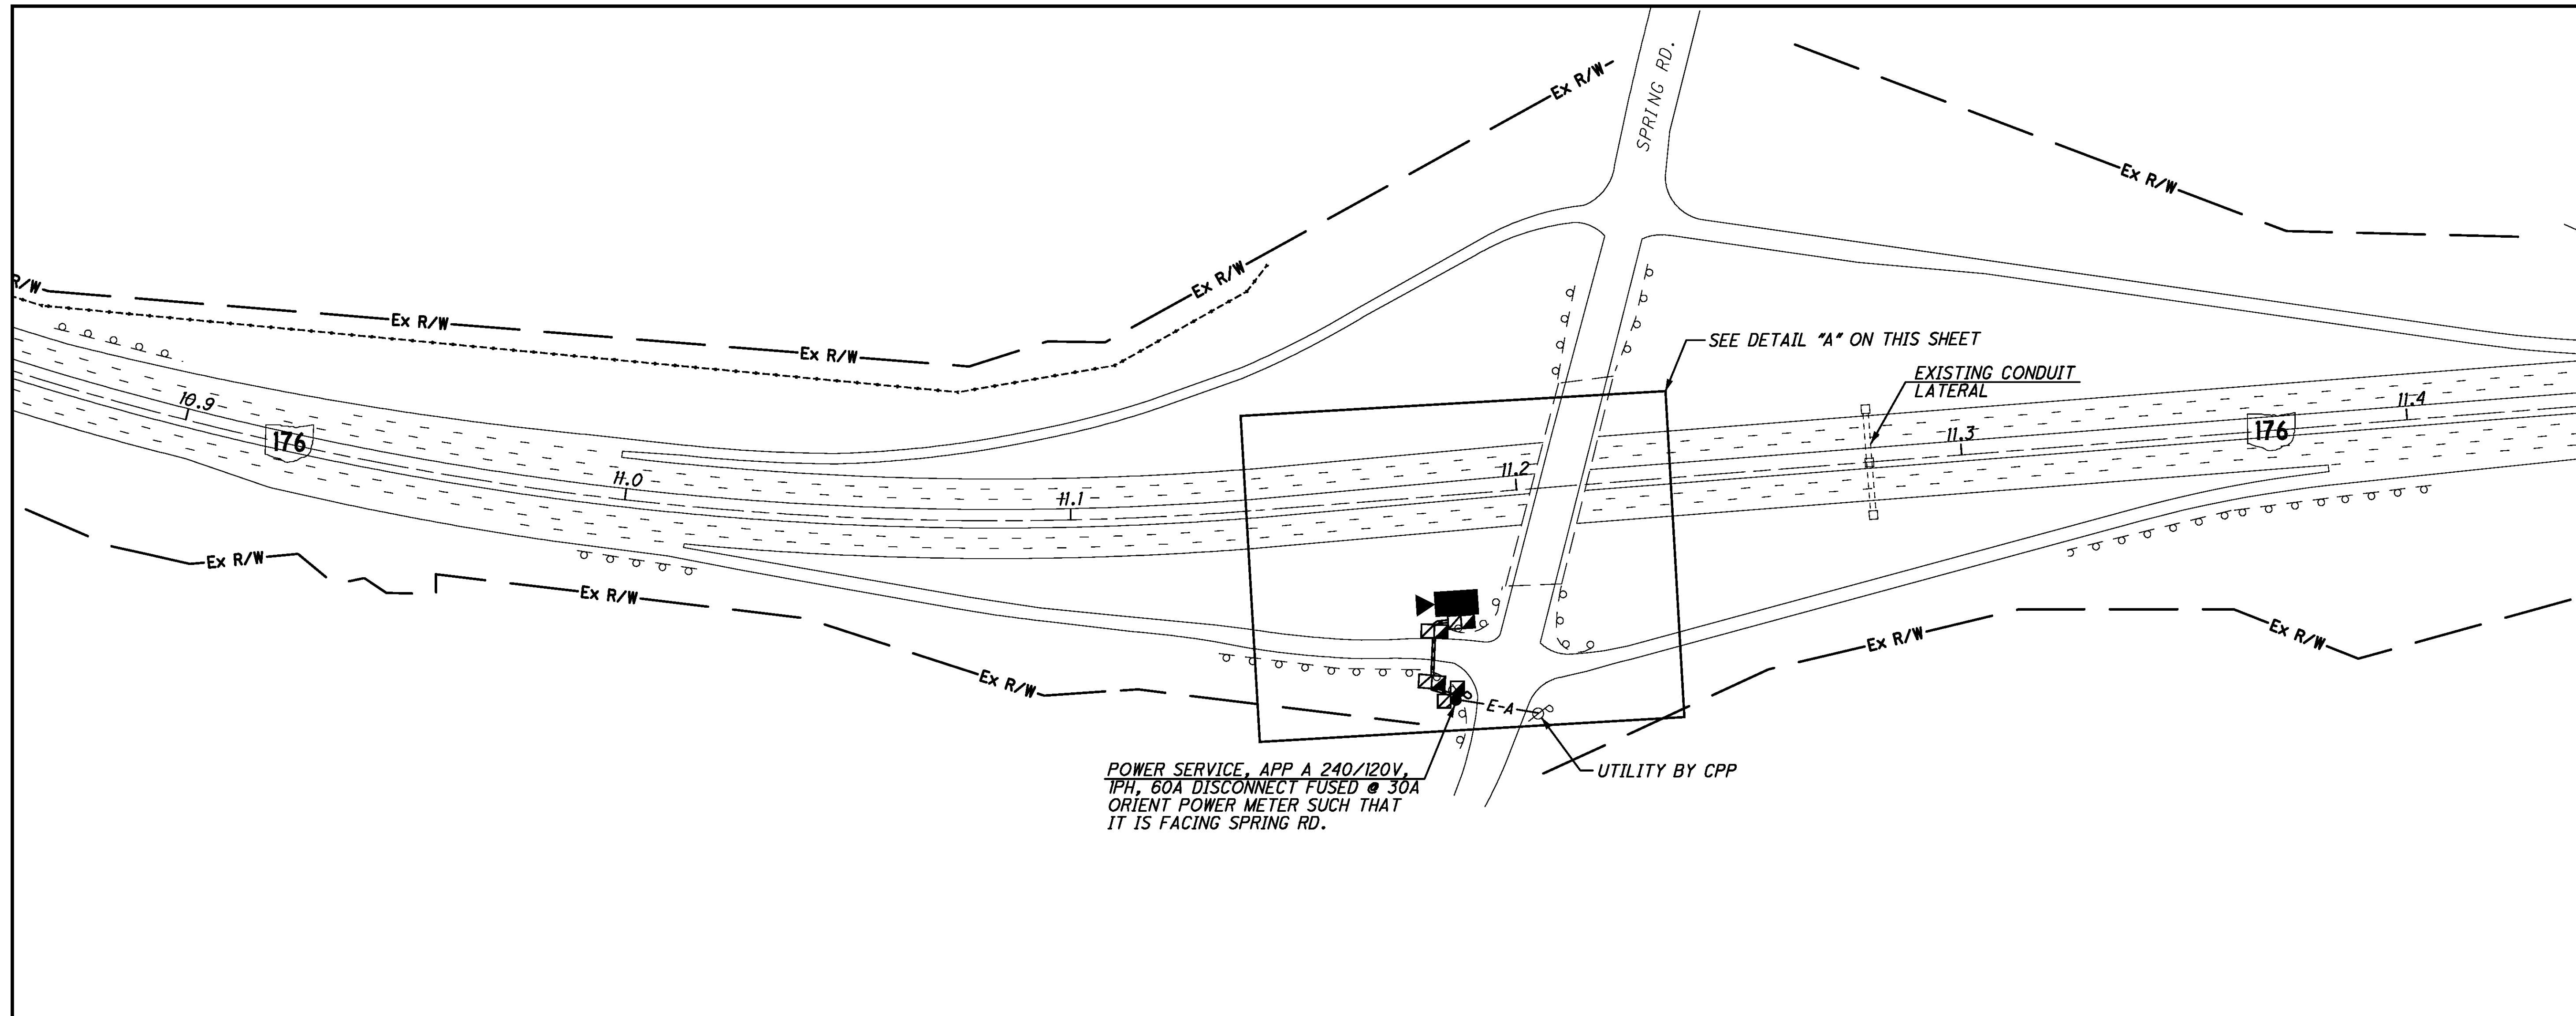 SPRING RD.
Ex R/W
Ex R/W
Ex R/W
R/W
Ex R/W
Ex R/W
SEE DETAIL "A" ON THIS SHEET
EXISTING CONDUIT
LATERAL
10.9
176
11.0
11.1
11.2
11.3
176
11.4
Ex R/W
Ex R/W
Ex R/W
Ex R/W
Ex R/W
E-A
POWER SERVICE, APP A 240/120V,
1PH, 60A DISCONNECT FUSED @ 30A
ORIENT POWER METER SUCH THAT
IT IS FACING SPRING RD.
UTILITY BY CPP